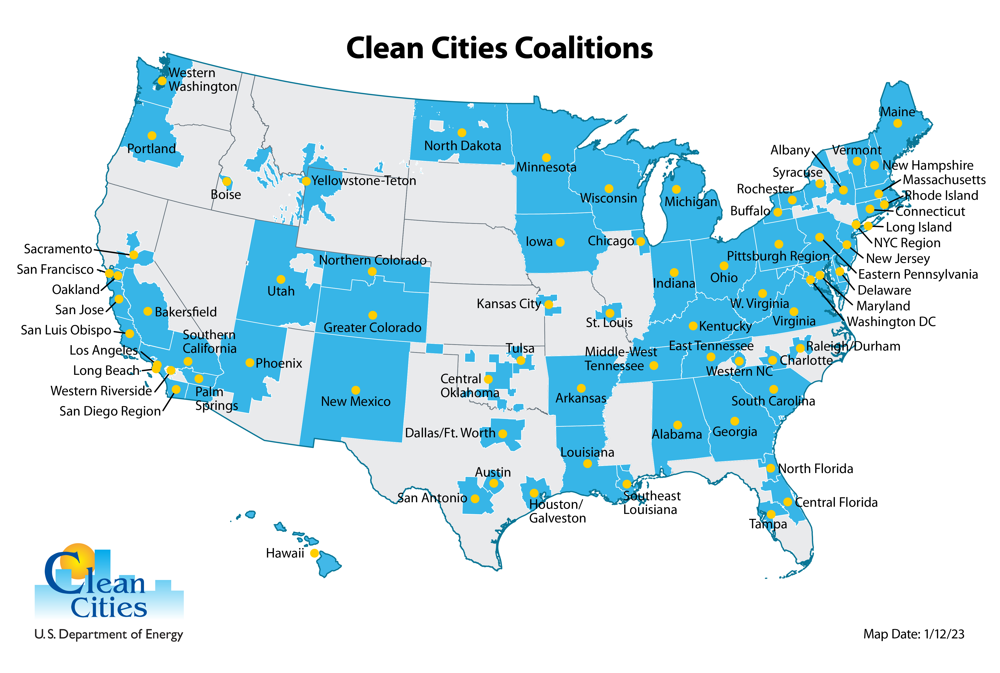 Clean Cities Coalitions
Western
Washington
Portland
Boise
Yellowstone-Teton
North Dakota
Minnesota
Wisconsin
Michigan
Maine
Albany
Vermont
New Hampshire
Syracuse
Massachusetts
Rochester
Rhode Island
Buffalo
Connecticut
Long Island
NYC Region
New Jersey
Pittsburgh Region
Eastern Pennsylvania
Delaware
Maryland
Washington DC
Iowa
Chicago
Indiana
Ohio
W. Virginia
Virginia
Sacramento
San Francisco
Oakland
San Jose
Bakersfield
San Luis Obispo
Southern
California
Los Angeles
Long Beach
Western Riverside
San Diego Region
Palm
Springs
Utah
Northern Colorado
Greater Colorado
Phoenix
New Mexico
Kansas City
St. Louis
Kentucky
Tulsa
Central
Oklahoma
Middle-West
Tennessee
East Tennessee
Raleigh/Durham
Charlotte
Western NC
Arkansas
South Carolina
Dallas/Ft. Worth
Alabama
Georgia
Louisiana
Austin
San Antonio
Houston/
Galveston
Southeast
Louisiana
North Florida
Central Florida
Tampa
Hawaii
Clean
Cities
U.S. Department of Energy
Map Date: 1/12/23